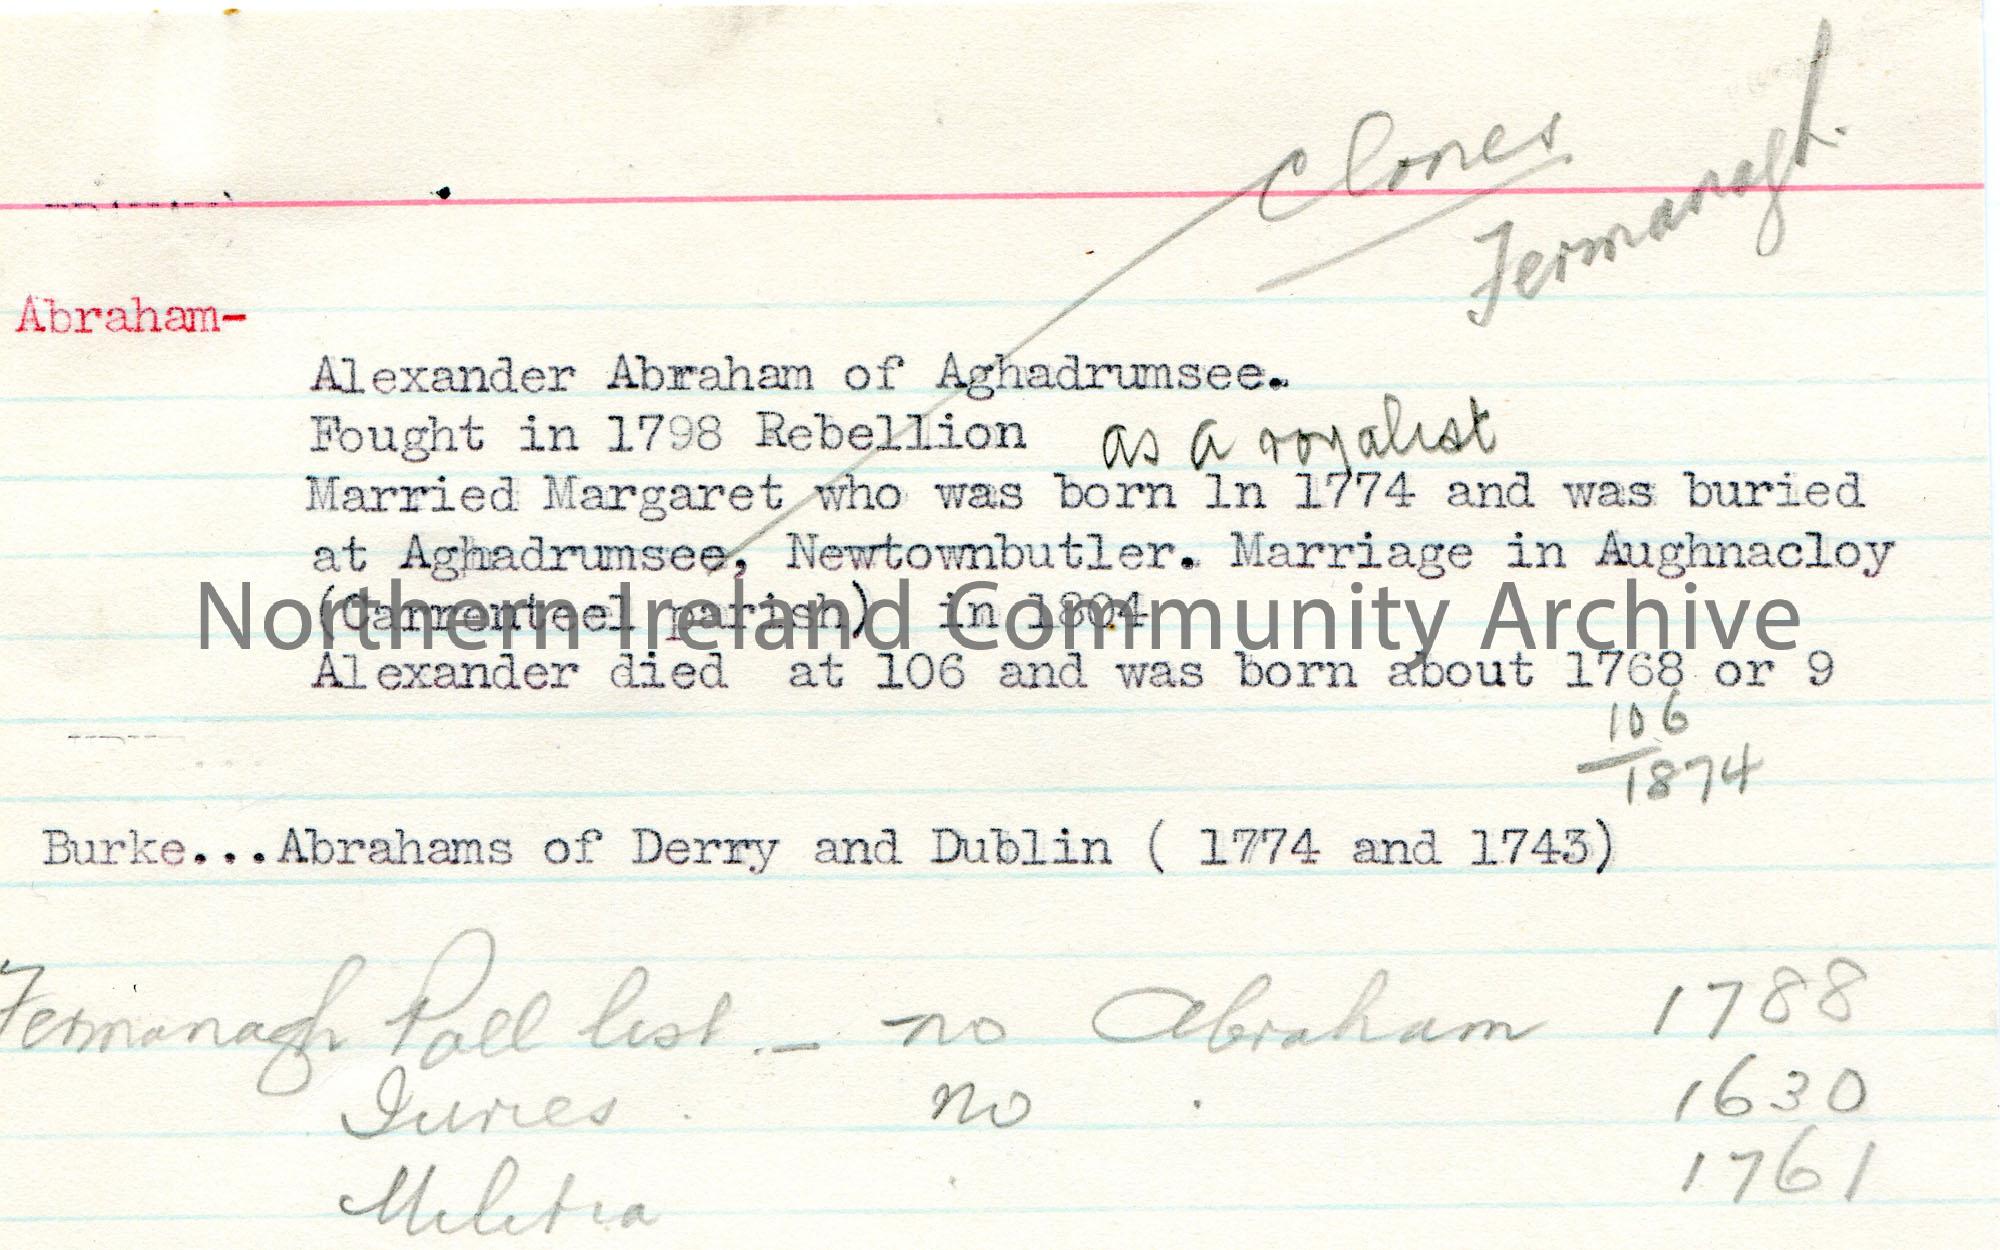 Clones
Fermanagh.
Abraham-
Alexander Abraham of Aghadrumsee.
Fought in 1798 Rebellion as a royalist
Married Margaret who was born ln 1774 and was buried
at Aghadrumsee, Newtownbutler. Marriage in Aughnacloy
(Carrenteel parish) in 1804
Northern Ireland Community Archive
Alexander died at 106 and was born about 1768 or 9
106
1874
Burke...Abrahams of Derry and Dublin ( 1774 and 1743)
Fermanagh Poll list - no Abraham 1788
Juries . no . 1630
Militia 1761